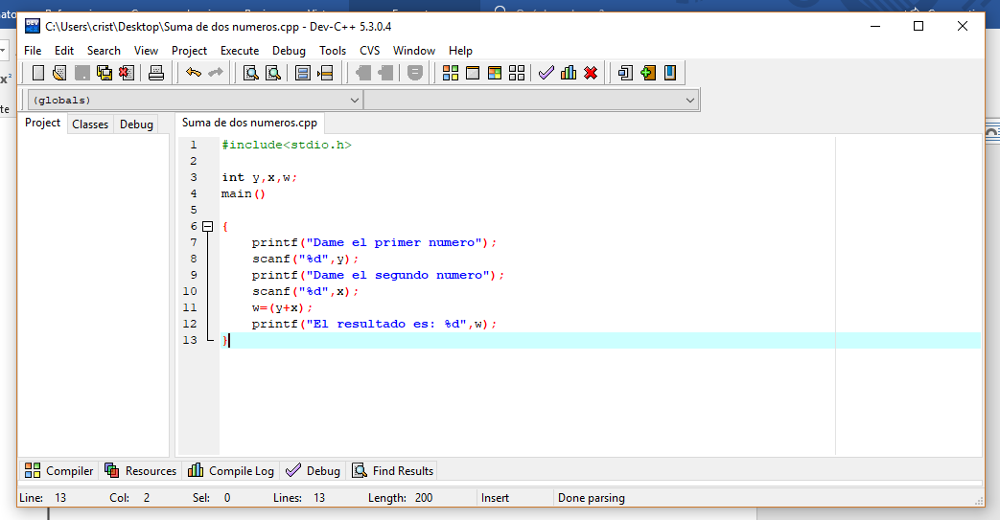 C:\Users\crist\Desktop\Suma de dos numeros.cpp - Dev-C++ 5.3.0.4
File Edit Search View Project Execute Debug Tools CVS Window Help
(globals)
Project Classes Debug
Suma de dos numeros.cpp
1 #include<stdio.h>
2
3 int y,x,w;
4 main()
5
6 {
7 printf("Dame el primer numero");
8 scanf("%d",y);
9 printf("Dame el segundo numero");
10 scanf("%d",x);
11 w=(y+x);
12 printf("El resultado es: %d",w);
13 }
Compiler Resources Compile Log Debug Find Results
Line: 13 Col: 2 Sel: 0 Lines: 13 Length: 200 Insert Done parsing